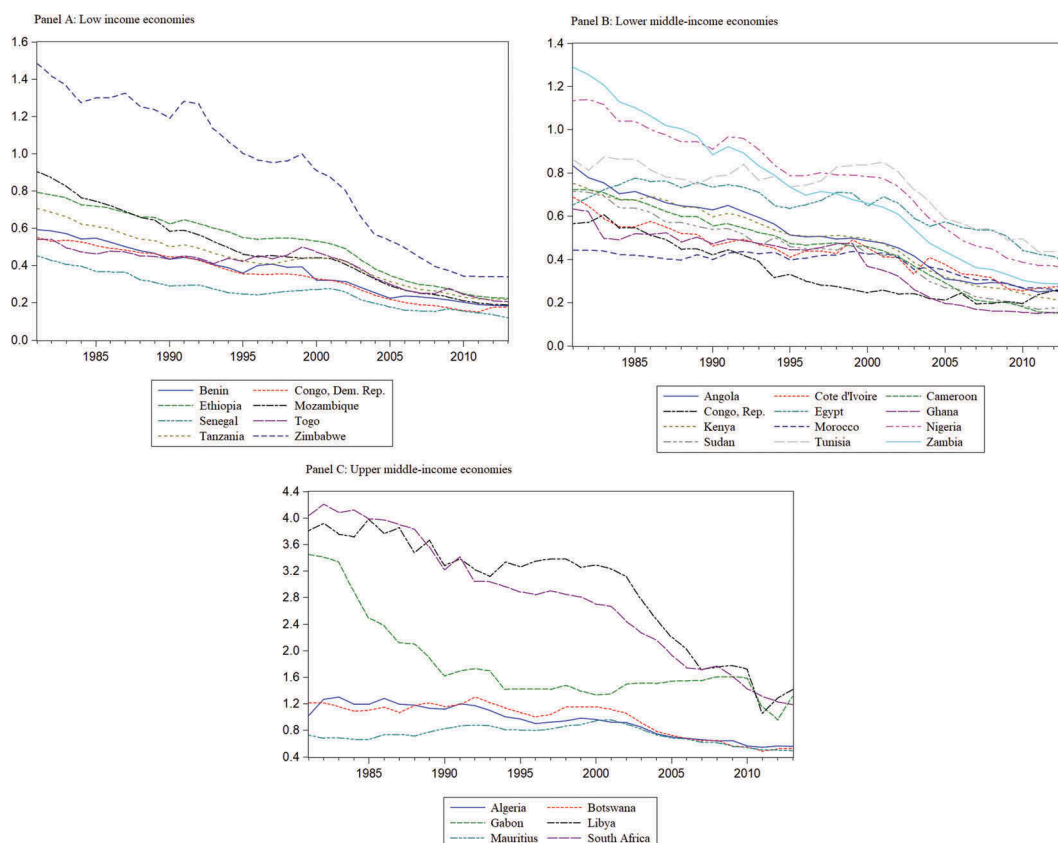 Panel A: Low income economies
1.6
1.4
1.2
1.0
0.8
0.6
0.4
0.2
0.0
1985 1990 1995 2000 2005 2010
Benin Congo, Dem. Rep.
Ethiopia Mozambique
Senegal Togo
Tanzania Zimbabwe
Panel B: Lower middle-income economies
1.4
1.2
1.0
0.8
0.6
0.4
0.2
0.0
1985 1990 1995 2000 2005 2010
Angola Cote d'Ivoire Cameroon
Congo, Rep. Egypt Ghana
Kenya Morocco Nigeria
Sudan Tunisia Zambia
Panel C: Upper middle-income economies
4.4
4.0
3.6
3.2
2.8
2.4
2.0
1.6
1.2
0.8
0.4
1985 1990 1995 2000 2005 2010
Algeria Botswana
Gabon Libya
Mauritius South Africa